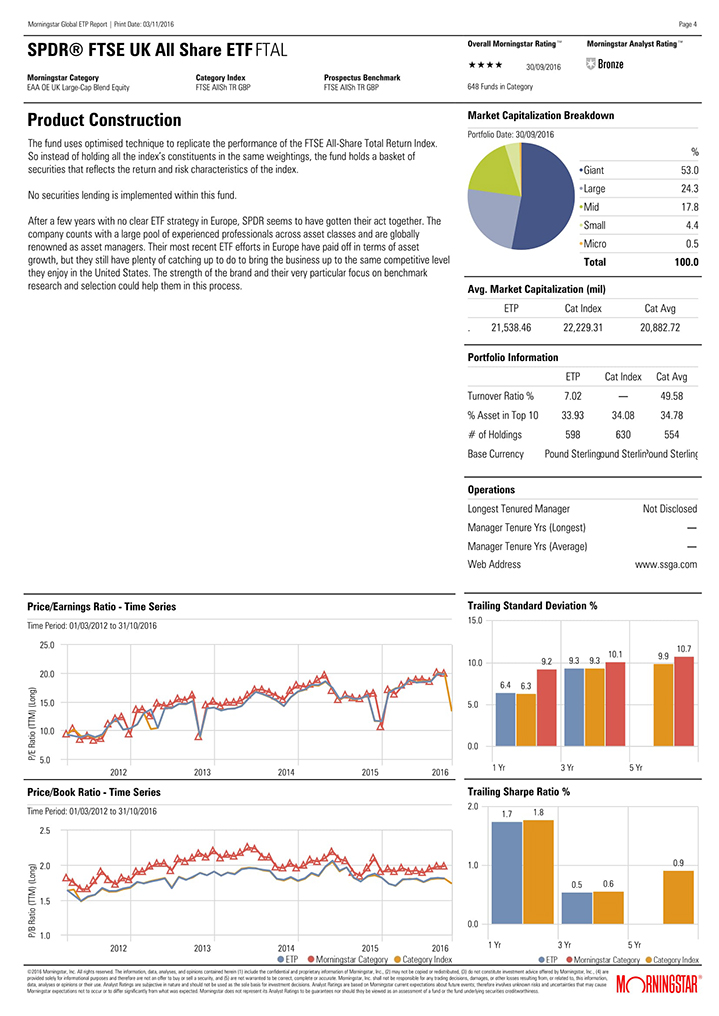 Morningstar Global ETP Report | Print Date: 03/11/2016
Page 4
SPDR® FTSE UK All Share ETF FTAL
Overall Morningstar Rating™
Morningstar Analyst Rating™
★★★★ 30/09/2016
Bronze
Morningstar Category
Category Index
Prospectus Benchmark
EAA OE UK Large-Cap Blend Equity
FTSE AllSh TR GBP
FTSE AllSh TR GBP
648 Funds in Category
Product Construction
The fund uses optimised technique to replicate the performance of the FTSE All-Share Total Return Index.
So instead of holding all the index's constituents in the same weightings, the fund holds a basket of
securities that reflects the return and risk characteristics of the index.
No securities lending is implemented within this fund.
After a few years with no clear ETF strategy in Europe, SPDR seems to have gotten their act together. The
company counts with a large pool of experienced professionals across asset classes and are globally
renowned as asset managers. Their most recent ETF efforts in Europe have paid off in terms of asset
growth, but they still have plenty of catching up to do to bring the business up to the same competitive level
they enjoy in the United States. The strength of the brand and their very particular focus on benchmark
research and selection could help them in this process.
Market Capitalization Breakdown
Portfolio Date: 30/09/2016
%
•Giant 53.0
•Large 24.3
•Mid 17.8
•Small 4.4
•Micro 0.5
Total 100.0
Avg. Market Capitalization (mil)
ETP Cat Index Cat Avg
. 21,538.46 22,229.31 20,882.72
Portfolio Information
ETP Cat Index Cat Avg
Turnover Ratio % 7.02 — 49.58
% Asset in Top 10 33.93 34.08 34.78
# of Holdings 598 630 554
Base Currency Pound Sterling ound Sterlin Pound Sterling
Operations
Longest Tenured Manager Not Disclosed
Manager Tenure Yrs (Longest) —
Manager Tenure Yrs (Average) —
Web Address www.ssga.com
Price/Earnings Ratio - Time Series
Time Period: 01/03/2012 to 31/10/2016
P/E Ratio (TTM) (Long)
25.0
20.0
15.0
10.0
5.0
2012 2013 2014 2015 2016
Trailing Standard Deviation %
15.0
10.0
5.0
0.0
6.4 6.3 9.2 9.3 9.3 10.1 9.9 10.7
1 Yr 3 Yr 5 Yr
Price/Book Ratio - Time Series
Time Period: 01/03/2012 to 31/10/2016
P/B Ratio (TTM) (Long)
2.5
2.0
1.5
1.0
2012 2013 2014 2015 2016
ETP Morningstar Category Category Index
Trailing Sharpe Ratio %
2.0
1.0
0.0
1.7 1.8 0.5 0.6 0.9
1 Yr 3 Yr 5 Yr
ETP Morningstar Category Category Index
©2016 Morningstar, Inc. All rights reserved. The information, data, analyses, and opinions contained herein (1) include the confidential and proprietary information of Morningstar, Inc., (2) may not be copied or redistributed, (3) do not constitute investment advice offered by Morningstar, Inc., (4) are
provided solely for informational purposes and therefore are not an offer to buy or sell a security, and (5) are not warranted to be correct, complete or accurate. Morningstar, Inc. shall not be responsible for any trading decisions, damages, or other losses resulting from, or related to, this information,
data, analyses or opinions or their use. Analyst Ratings are subjective in nature and should not be used as the sole basis for investment decisions. Analyst Ratings are based on Morningstar current expectations about future events; therefore involve unknown risks and uncertainties that may cause
Morningstar expectations not to occur or to differ significantly from what was expected. Morningstar does not represent its Analyst Ratings to be guarantees nor should they be viewed as an assessment of a fund or the fund underlying securities creditworthiness.
MORNINGSTAR®